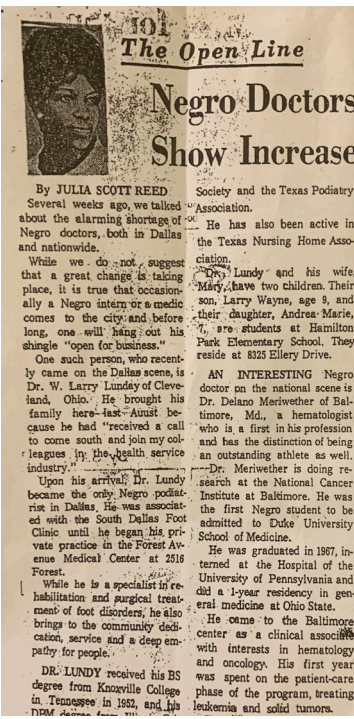 The Open Line
Negro Doctors
Show Increase
By JULIA SCOTT REED
Several weeks ago, we talked
about the alarming shortage of
Negro doctors, both in Dallas
and nationwide.
While we do not suggest
that a great change is taking
place, it is true that occasion-
ally a Negro intern or a medic
comes to the city and before
long, one will hang out his
shingle "open for business."
One such person, who recent-
ly came on the Dallas scene, is
Dr. W. Larry Lundy of Cleve-
land, Ohio. He brought his
family here last Auust be-
cause he had "received a call
to come south and join my col-
leagues in the health service
industry."
Upon his arrival, Dr. Lundy
became the only Negro podiat-
rist in Dallas. He was associat-
ed with the South Dallas Foot
Clinic until he began his pri-
vate practice in the Forest Av-
enue Medical Center at 2516
Forest.
While he is a specialist in re-
habilitation and surgical treat-
ment of foot disorders, he also
brings to the community dedi-
cation, service and a deep em-
pathy for people.
DR. LUNDY received his BS
degree from Knoxville College
in Tennessee in 1952, and his
DPM degree from
Society and the Texas Podiatry
Association.
He has also been active in
the Texas Nursing Home Asso-
ciation.
Dr. Lundy and his wife,
Mary, have two children. Their
son, Larry Wayne, age 9, and
their daughter, Andrea Marie,
7, are students at Hamilton
Park Elementary School. They
reside at 8325 Ellery Drive.
AN INTERESTING Negro
doctor on the national scene is
Dr. Delano Meriwether of Bal-
timore, Md., a hematologist
who is a first in his profession
and has the distinction of being
an outstanding athlete as well.
Dr. Meriwether is doing re-
search at the National Cancer
Institute at Baltimore. He was
the first Negro student to be
admitted to Duke University
School of Medicine.
He was graduated in 1967, in-
terned at the Hospital of the
University of Pennsylvania and
did a 1-year residency in gen-
eral medicine at Ohio State.
He came to the Baltimore
center as a clinical associate
with interests in hematology
and oncology. His first year
was spent on the patient-care
phase of the program, treating
leukemia and solid tumors.